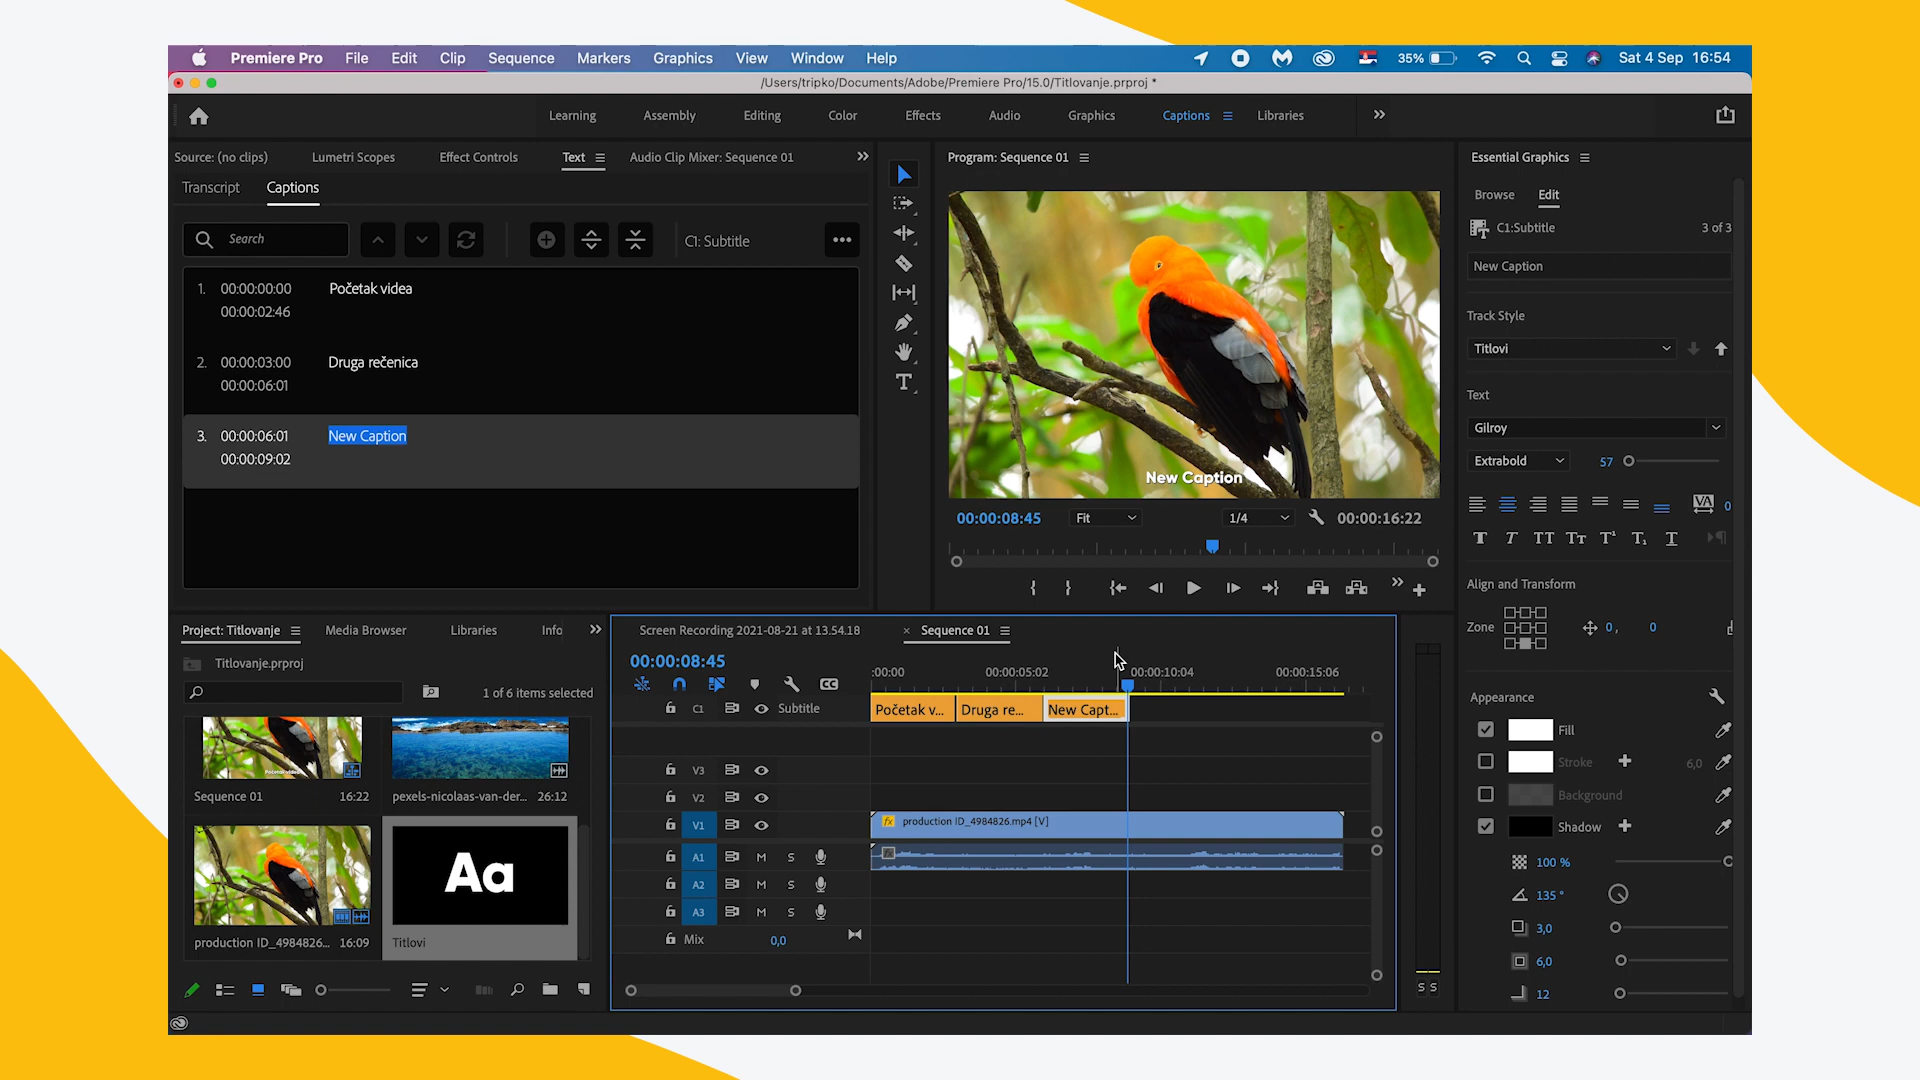 Premiere Pro File Edit Clip Sequence Markers Graphics View Window Help 35% Sat 4 Sep 16:54
/Users/tripko/Documents/Adobe/Premiere Pro/15.0/Titlovanje.prproj *
Learning Assembly Editing Color Effects Audio Graphics Captions Libraries
Source: (no clips) Lumetri Scopes Effect Controls Text Audio Clip Mixer: Sequence 01
Transcript Captions
Search C1: Subtitle
1. 00:00:00:00 Početak videa
00:00:02:46
2. 00:00:03:00 Druga rečenica
00:00:06:01
3. 00:00:06:01 New Caption
00:00:09:02
Program: Sequence 01
New Caption
00:00:08:45 Fit 1/4 00:00:16:22
Essential Graphics
Browse Edit
C1:Subtitle 3 of 3
New Caption
Track Style
Titlovi
Text
Gilroy
Extrabold 57
VA 0
T T TT Tт T¹ T₁ T
Align and Transform
Zone 0, 0
Appearance
Fill
Stroke 6,0
Background
Shadow
100 %
135 °
3,0
6,0
12
Project: Titlovanje Media Browser Libraries Info
Titlovanje.prproj
1 of 6 items selected
Sequence 01 16:22 pexels-nicolaas-van-der... 26:12
Aa
production ID_4984826... 16:09 Titlovi
Screen Recording 2021-08-21 at 13.54.18 × Sequence 01
00:00:08:45
CC
:00:00 00:00:05:02 00:00:10:04 00:00:15:06
C1 Subtitle Početak v... Druga re... New Capt...
V3
V2
V1 fx production ID_4984826.mp4 [V]
A1 M S fx
A2 M S
A3 M S
Mix 0,0
S S